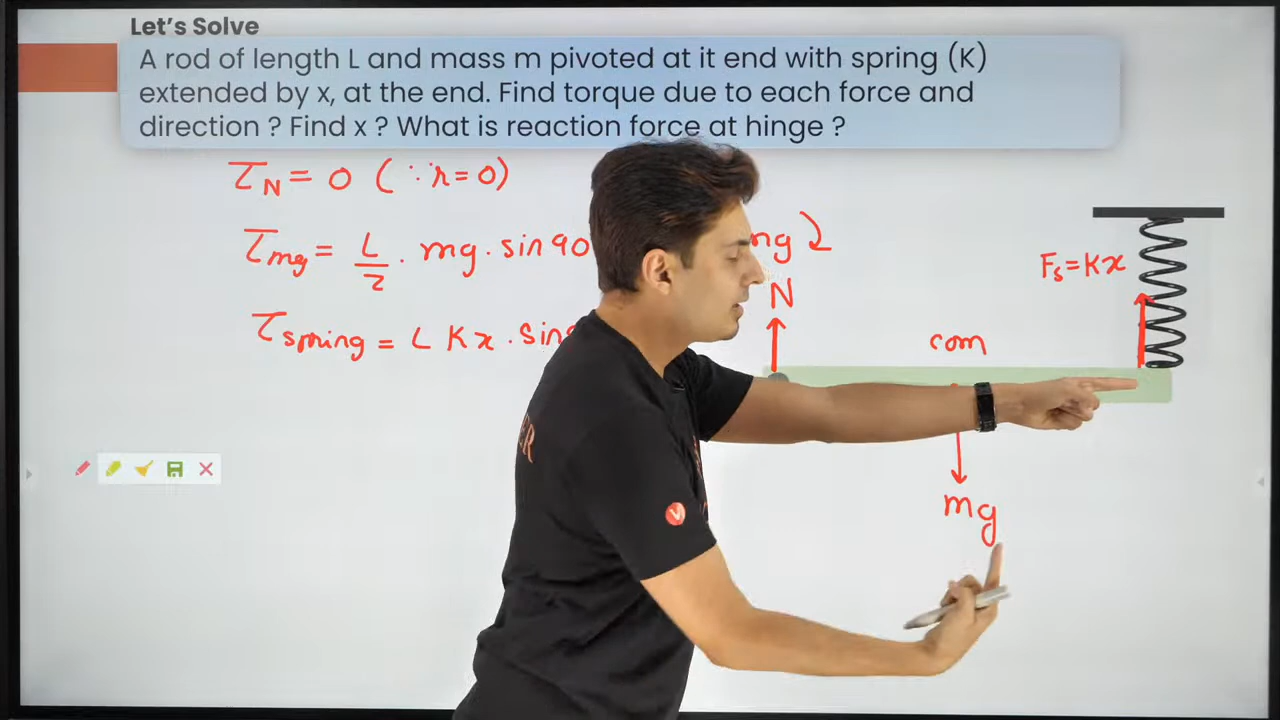 Let's Solve
A rod of length L and mass m pivoted at it end with spring (K)
extended by x, at the end. Find torque due to each force and
direction ? Find x ? What is reaction force at hinge ?
τN = 0 (∵ r=0)
τmg = L/2 · mg · sin90
mg
N
Fs = Kx
τspring = L Kx · sin
com
mg
V